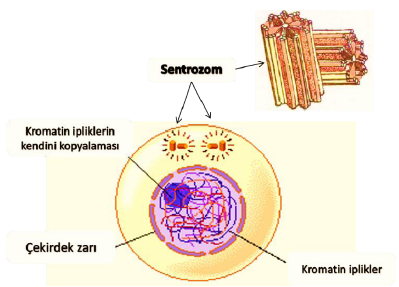 Sentrozom
Kromatin ipliklerin
kendini kopyalaması
Çekirdek zarı
Kromatin iplikler